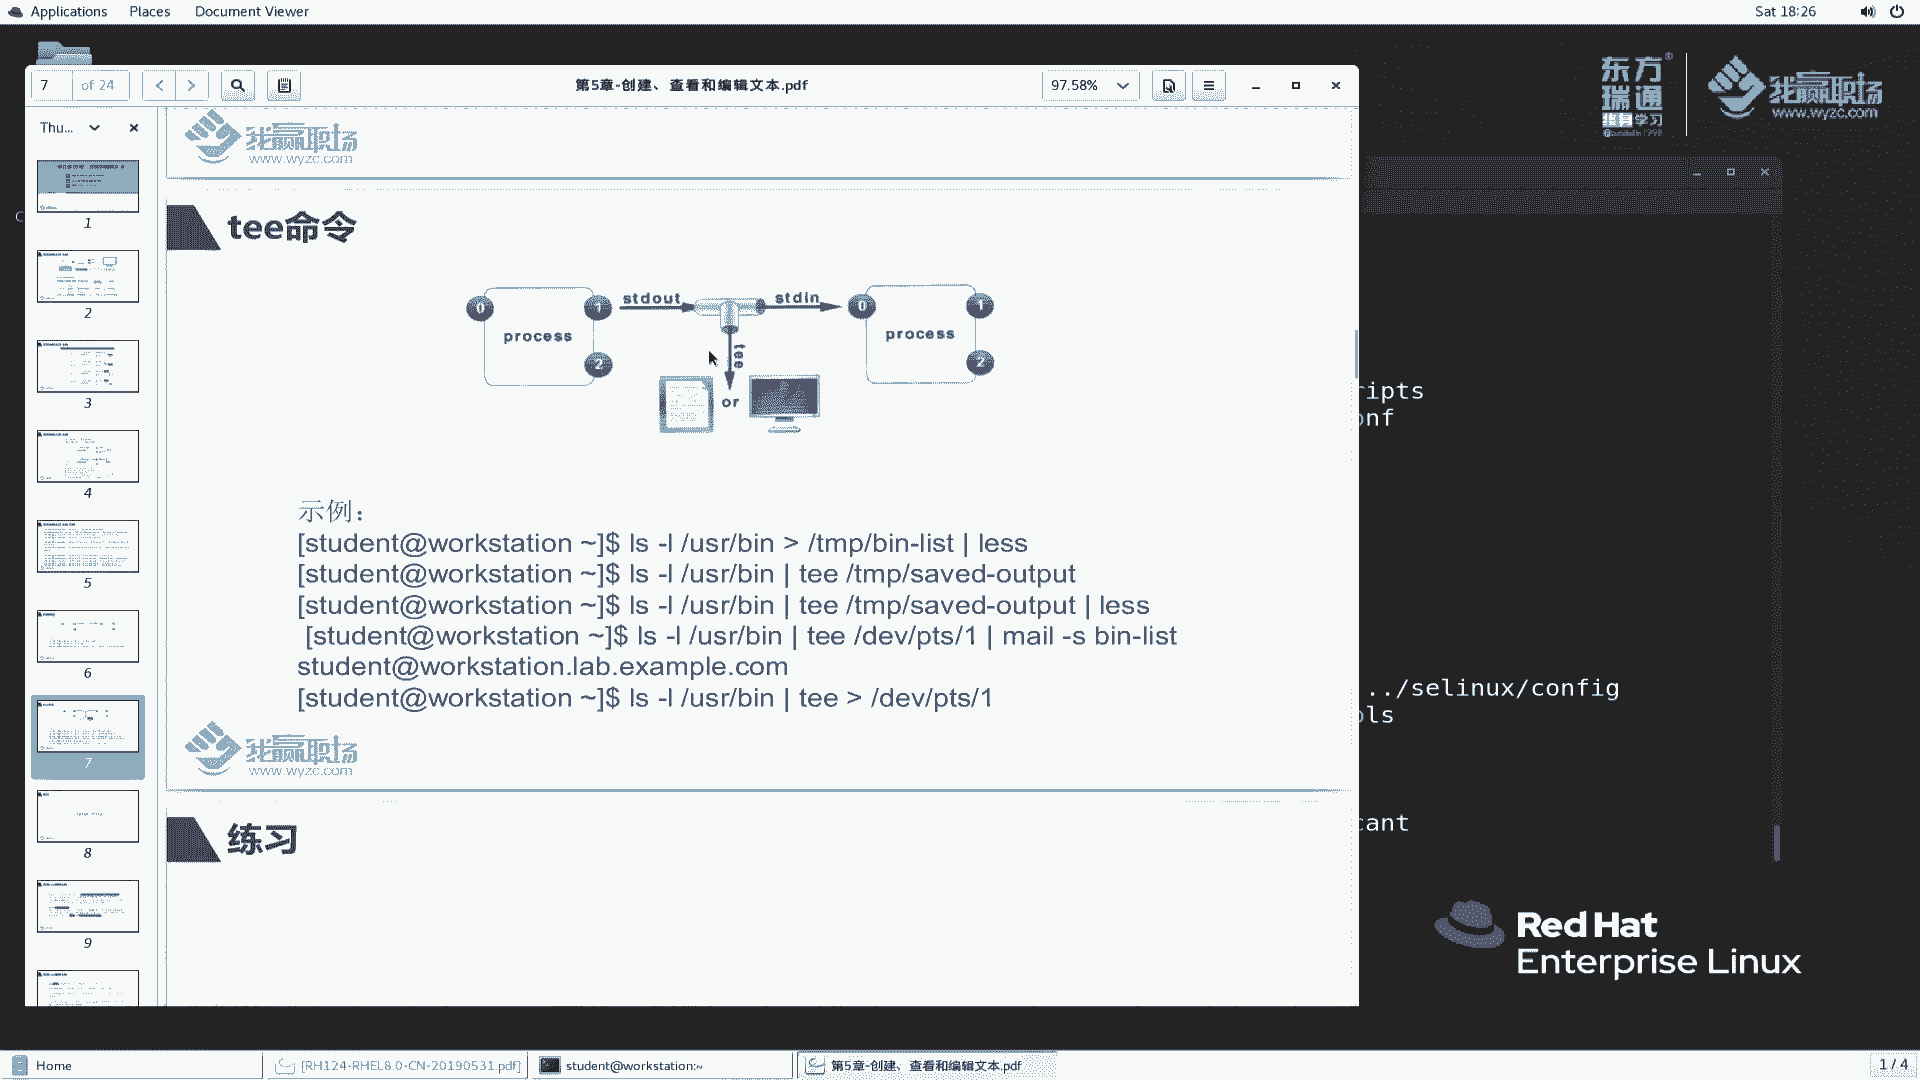 Applications Places Document Viewer Sat 18:26
7 of 24 第5章-创建、查看和编辑文本.pdf 97.58%
东方
瑞通
终身学习
我赢职场
www.wyzc.com
Thu...
1
2
3
4
5
6
7
8
9
我赢职场
www.wyzc.com
tee命令
0 process 1 2
stdout
stdin
tee
or
0 process 1 2
示例：
[student@workstation ~]$ ls -l /usr/bin > /tmp/bin-list | less
[student@workstation ~]$ ls -l /usr/bin | tee /tmp/saved-output
[student@workstation ~]$ ls -l /usr/bin | tee /tmp/saved-output | less
[student@workstation ~]$ ls -l /usr/bin | tee /dev/pts/1 | mail -s bin-list
student@workstation.lab.example.com
[student@workstation ~]$ ls -l /usr/bin | tee > /dev/pts/1
我赢职场
www.wyzc.com
练习
ripts
onf
../selinux/config
ols
cant
Red Hat
Enterprise Linux
Home [RH124-RHEL8.0-CN-20190531.pdf] student@workstation:~ 第5章-创建、查看和编辑文本.pdf 1 / 4